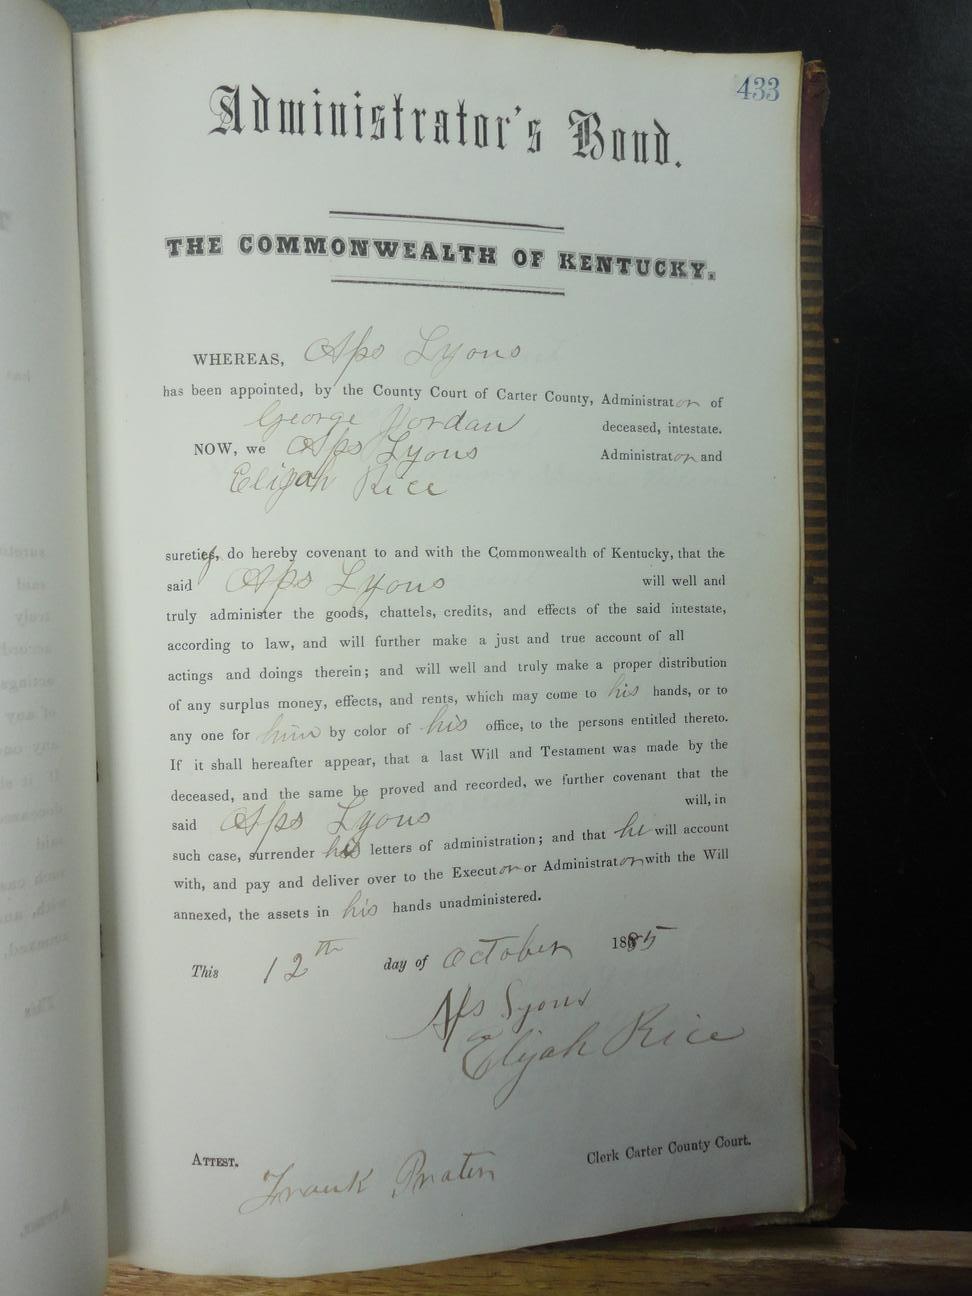 433
Administrator's Bond.
THE COMMONWEALTH OF KENTUCKY.
WHEREAS, Aps Lyons
has been appointed, by the County Court of Carter County, Administrator of
George Jordan deceased, intestate.
NOW, we Aps Lyons Administrator and
Elijah Rice
surety, do hereby covenant to and with the Commonwealth of Kentucky, that the
said Aps Lyons will well and
truly administer the goods, chattels, credits, and effects of the said intestate,
according to law, and will further make a just and true account of all
actings and doings therein; and will well and truly make a proper distribution
of any surplus money, effects, and rents, which may come to his hands, or to
any one for him by color of his office, to the persons entitled thereto.
If it shall hereafter appear, that a last Will and Testament was made by the
deceased, and the same be proved and recorded, we further covenant that the
said Aps Lyons will, in
such case, surrender his letters of administration; and that he will account
with, and pay and deliver over to the Executor or Administrator with the Will
annexed, the assets in his hands unadministered.
This 12th day of October 1885
Aps Lyons
Elijah Rice
ATTEST. Clerk Carter County Court.
Frank Prater